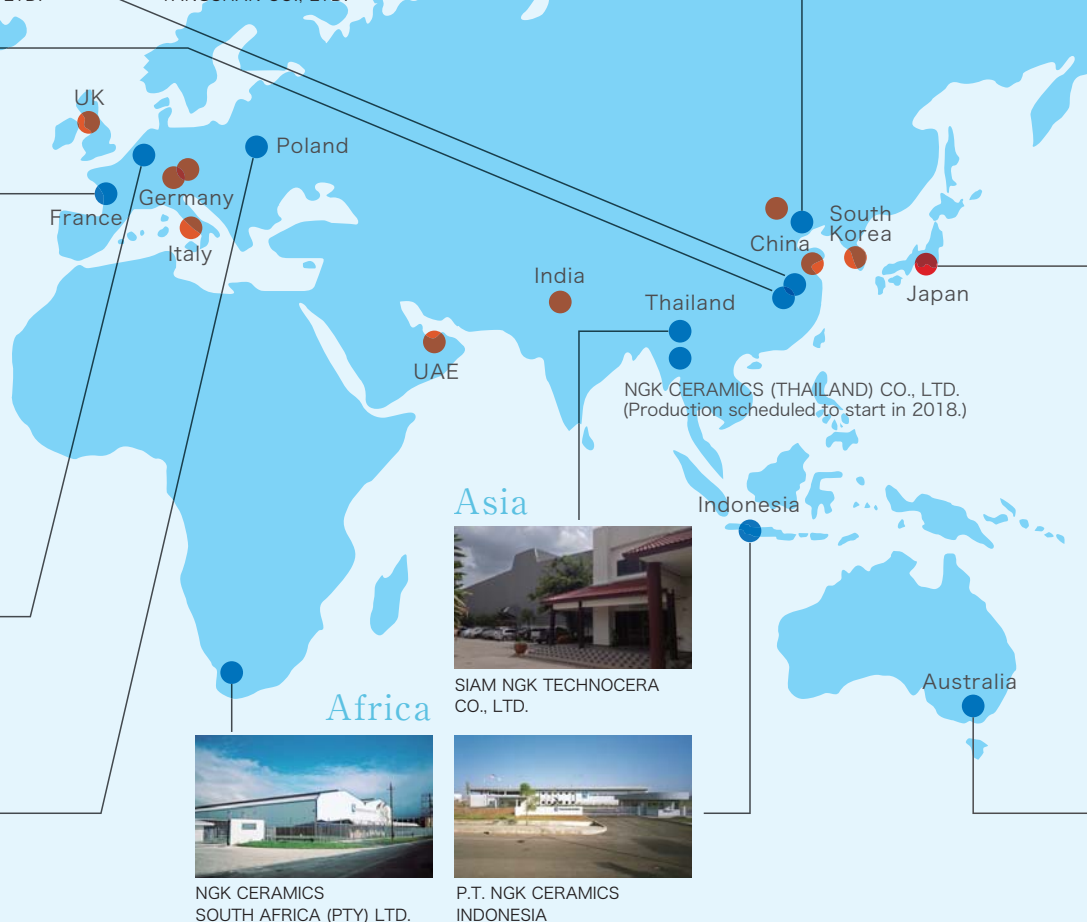 UK
Poland
Germany
France
Italy
South
Korea
China
India
Japan
Thailand
UAE
NGK CERAMICS (THAILAND) CO., LTD.
(Production scheduled to start in 2018.)
Asia
Indonesia
SIAM NGK TECHNOCERA
CO., LTD.
Australia
Africa
NGK CERAMICS
SOUTH AFRICA (PTY) LTD.
P.T. NGK CERAMICS
INDONESIA